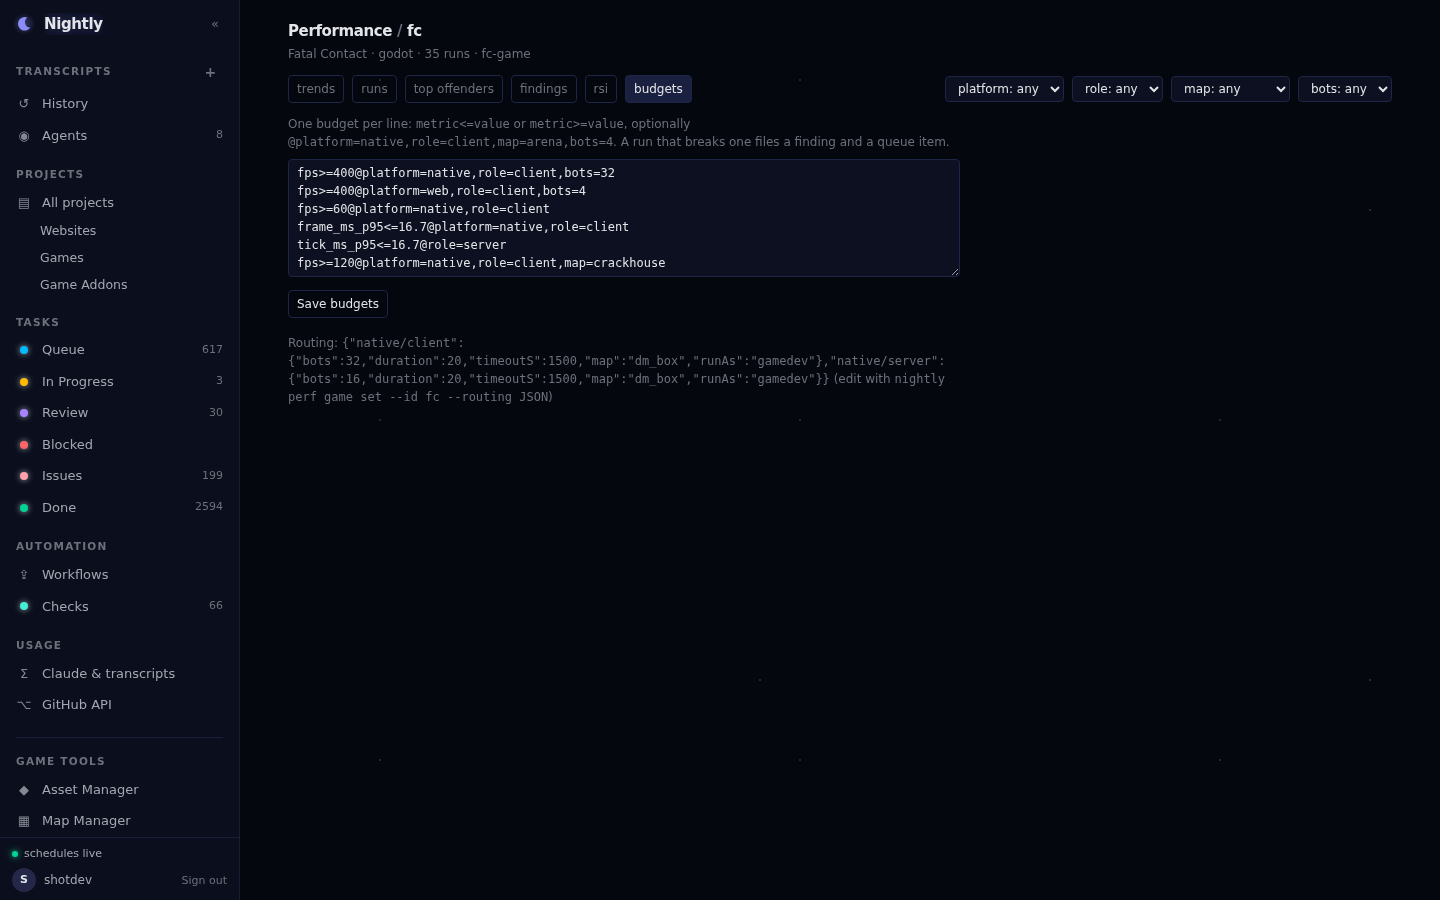 Nightly
«
TRANSCRIPTS
+
History
Agents 8
PROJECTS
All projects
Websites
Games
Game Addons
TASKS
Queue 617
In Progress 3
Review 30
Blocked
Issues 199
Done 2594
AUTOMATION
Workflows
Checks 66
USAGE
Σ Claude & transcripts
GitHub API
GAME TOOLS
Asset Manager
Map Manager
schedules live
S shotdev Sign out
Performance / fc
Fatal Contact · godot · 35 runs · fc-game
trends runs top offenders findings rsi budgets
platform: any role: any map: any bots: any
One budget per line: metric<=value or metric>=value, optionally
@platform=native,role=client,map=arena,bots=4. A run that breaks one files a finding and a queue item.
fps>=400@platform=native,role=client,bots=32
fps>=400@platform=web,role=client,bots=4
fps>=60@platform=native,role=client
frame_ms_p95<=16.7@platform=native,role=client
tick_ms_p95<=16.7@role=server
fps>=120@platform=native,role=client,map=crackhouse
Save budgets
Routing: {"native/client":
{"bots":32,"duration":20,"timeoutS":1500,"map":"dm_box","runAs":"gamedev"},"native/server":
{"bots":16,"duration":20,"timeoutS":1500,"map":"dm_box","runAs":"gamedev"}} (edit with nightly
perf game set --id fc --routing JSON)